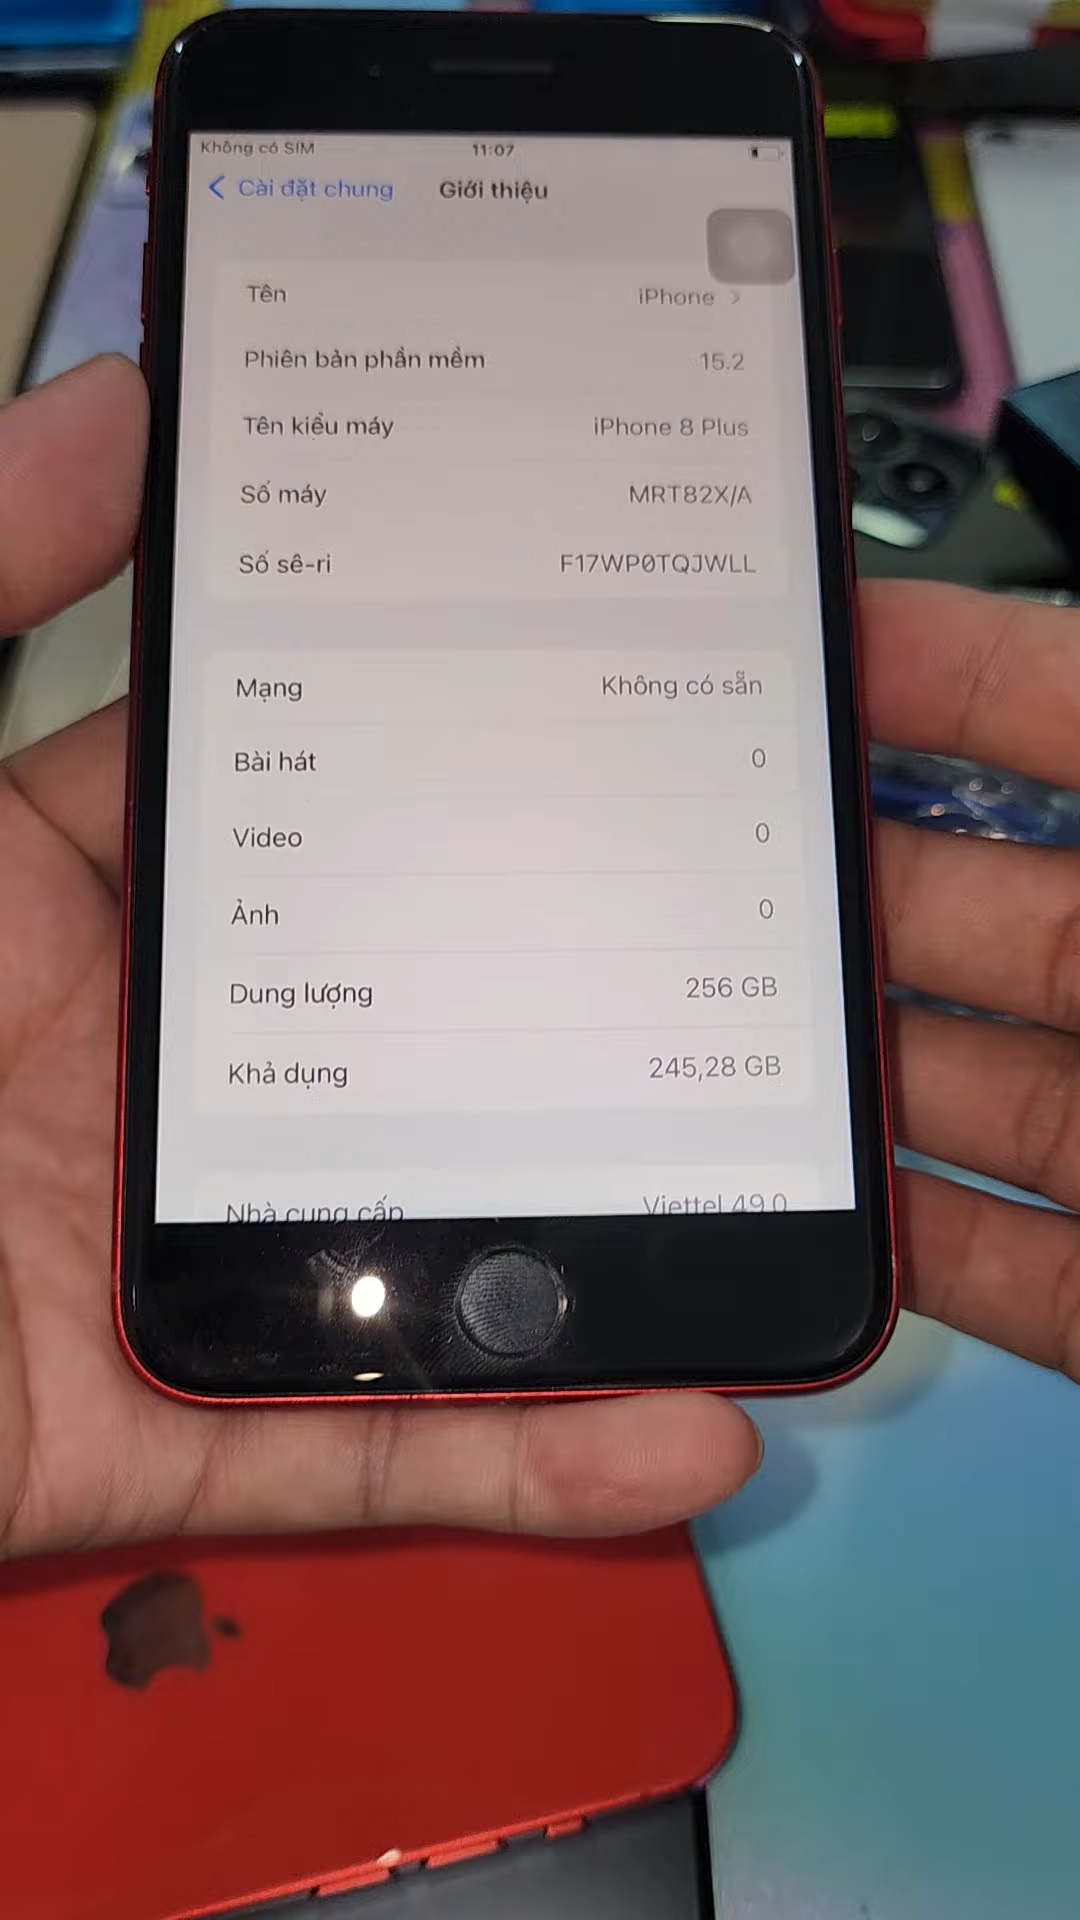 Không có SIM 11:07
Cài đặt chung Giới thiệu
Tên iPhone
Phiên bản phần mềm 15.2
Tên kiểu máy iPhone 8 Plus
Số máy MRT82X/A
Số sê-ri F17WP0TQJWLL
Mạng Không có sẵn
Bài hát 0
Video 0
Ảnh 0
Dung lượng 256 GB
Khả dụng 245,28 GB
Nhà cung cấp Viettel 49.0